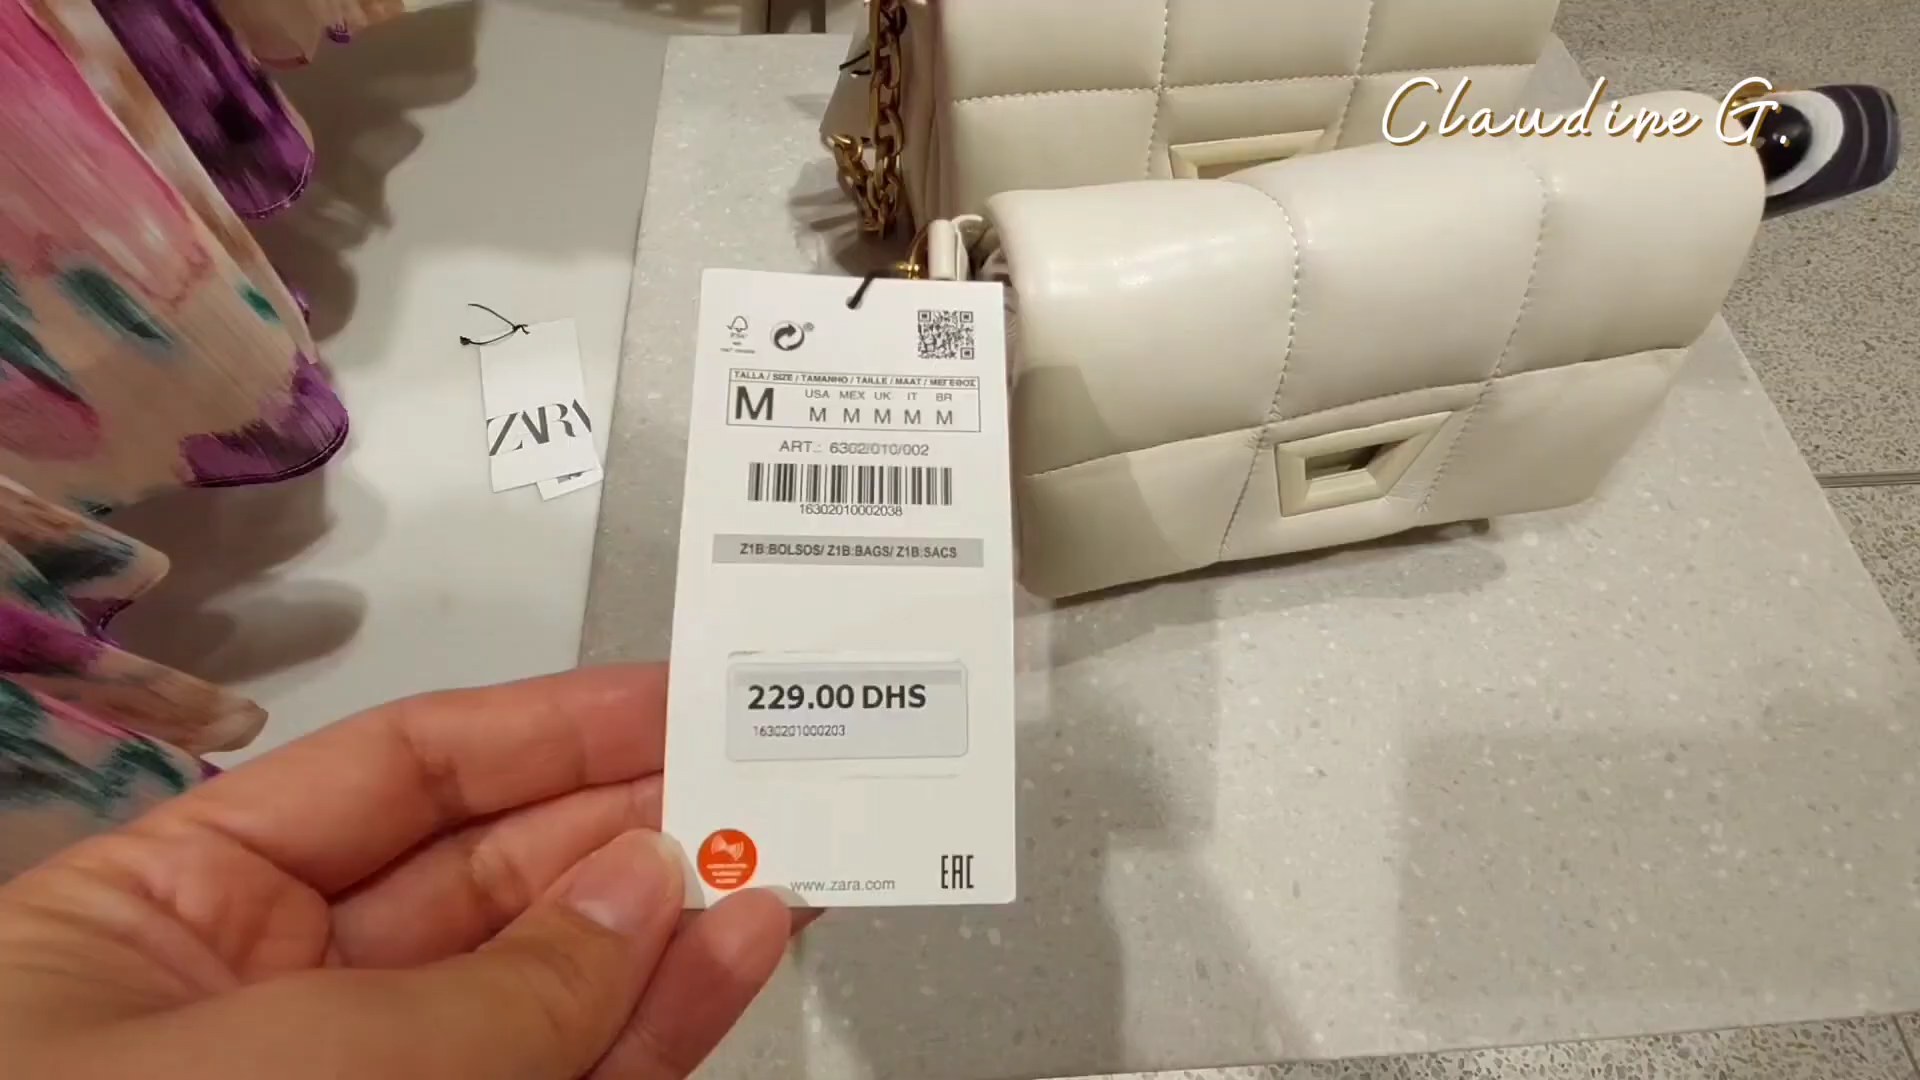 Claudine G.
ZARA
TALLA / SIZE / TAMANHO / TAILLE / MAAT / ΜΕΓΕΘΟΣ
M
USA MEX UK IT BR
M M M M M
ART.: 6302/010/002
16302010002038
Z1B:BOLSOS/ Z1B:BAGS/ Z1B:SACS
229.00 DHS
1630201000203
www.zara.com
EAC